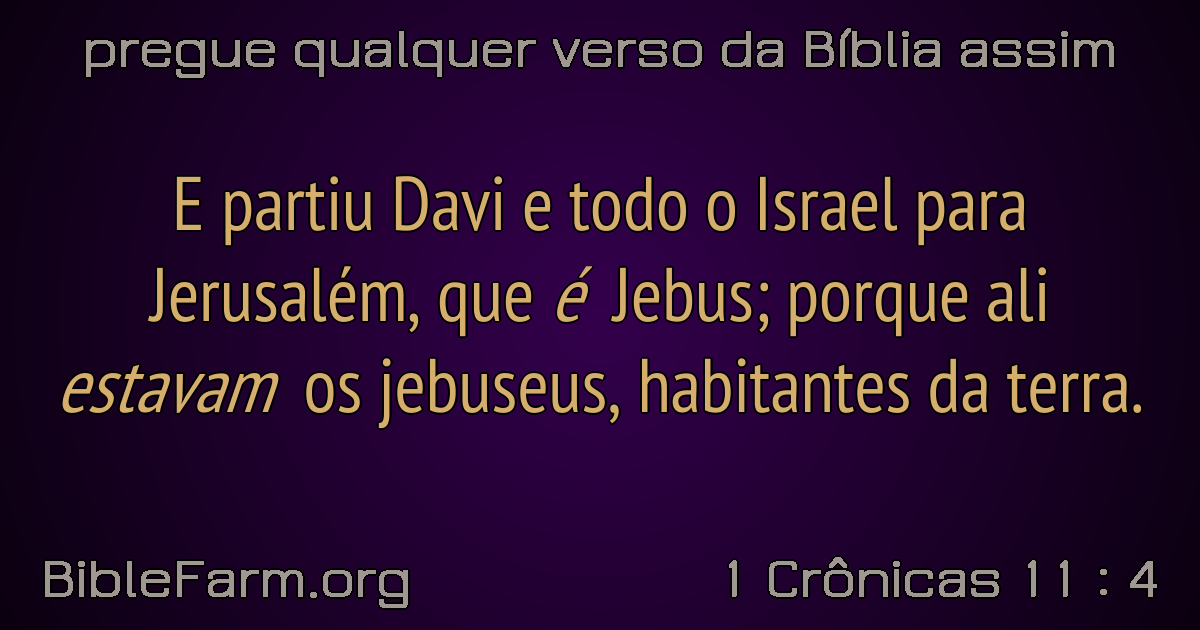 pregue qualquer verso da Bíblia assim
E partiu Davi e todo o Israel para
Jerusalém, que é Jebus; porque ali
estavam os jebuseus, habitantes da terra.
BibleFarm.org
1 Crônicas 11 : 4